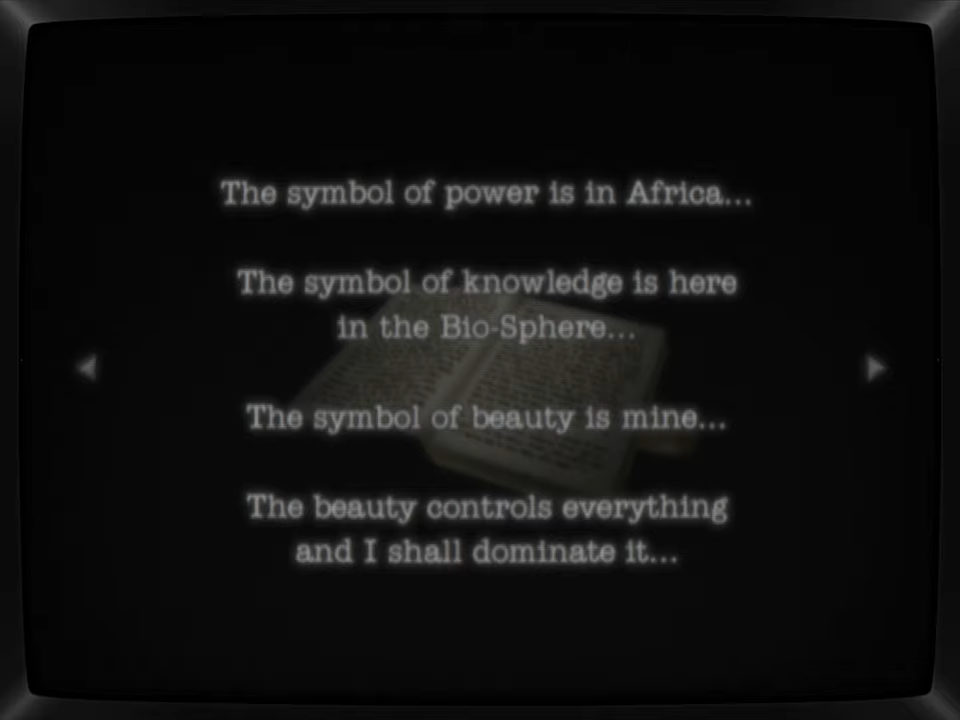 The symbol of power is in Africa...
The symbol of knowledge is here
in the Bio-Sphere...
The symbol of beauty is mine...
The beauty controls everything
and I shall dominate it...